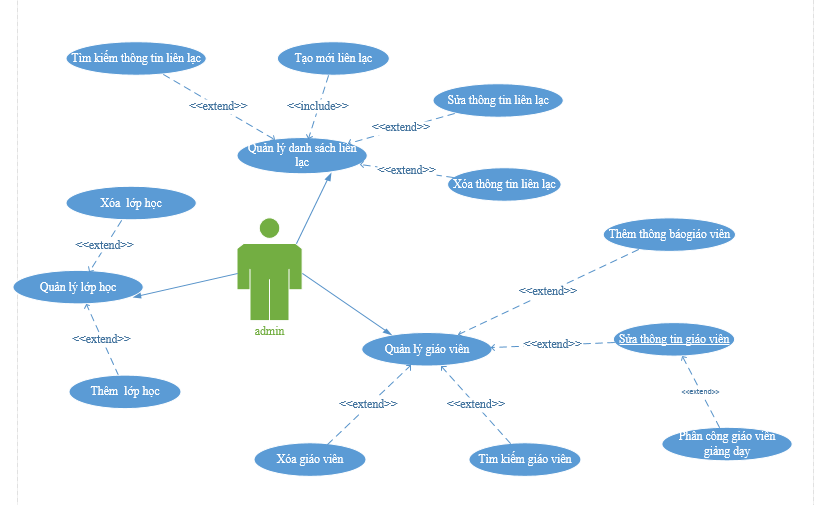 Tìm kiếm thông tin liên lạc
Tạo mới liên lạc
Sửa thông tin liên lạc
<<extend>>
<<include>>
<<extend>>
Quản lý danh sách liên
lạc
<<extend>>
Xóa thông tin liên lạc
Xóa  lớp học
<<extend>>
Quản lý lớp học
<<extend>>
Thêm  lớp học
admin
Thêm thông báogiáo viên
<<extend>>
Sửa thông tin giáo viên
<<extend>>
Quản lý giáo viên
<<extend>>
<<extend>>
<<extend>>
Phân công giáo viên
giảng dạy
Xóa giáo viên
Tìm kiếm giáo viên